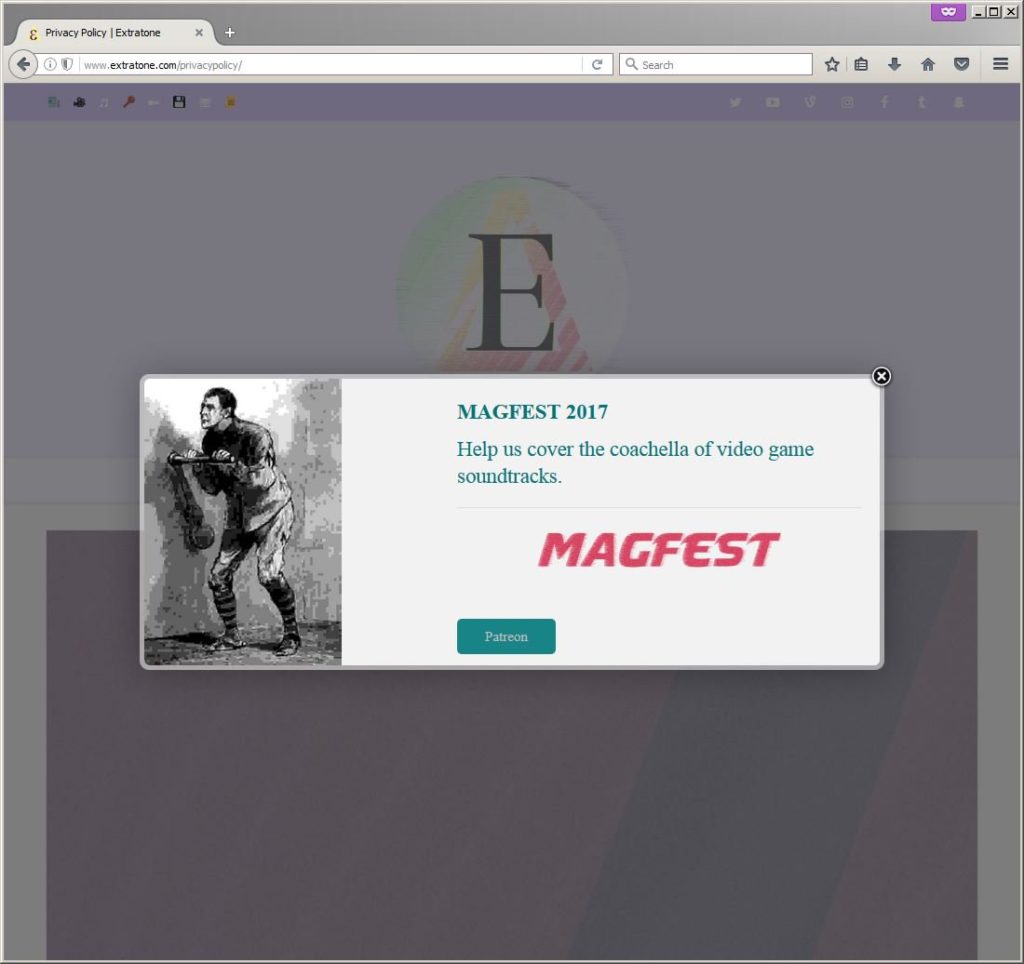 Privacy Policy | Extratone
www.extratone.com/privacypolicy/
Search
E
MAGFEST 2017
Help us cover the coachella of video game
soundtracks.
MAGFEST
Patreon